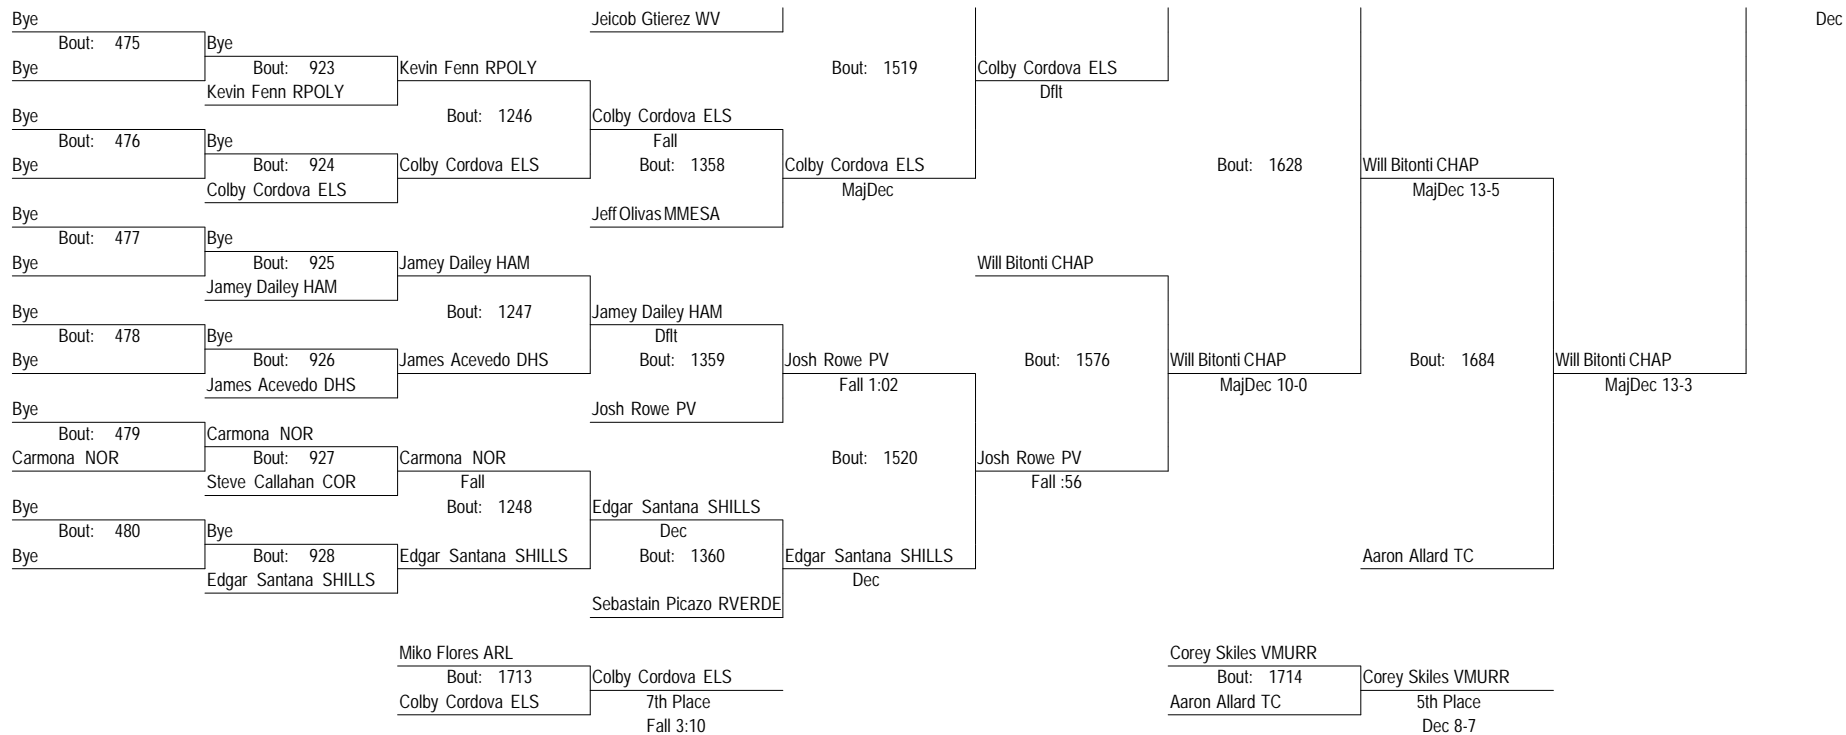 Bye Jeicob Gtierez WV Dec
Bout: 475 Bye
Bye Bout: 923 Kevin Fenn RPOLY Bout: 1519 Colby Cordova ELS
Kevin Fenn RPOLY Dflt
Bye Bout: 1246 Colby Cordova ELS
Bout: 476 Bye Fall
Bye Bout: 924 Colby Cordova ELS Bout: 1358 Colby Cordova ELS Bout: 1628 Will Bitonti CHAP
Colby Cordova ELS MajDec MajDec 13-5
Bye Jeff Olivas MMESA
Bout: 477 Bye
Bye Bout: 925 Jamey Dailey HAM Will Bitonti CHAP
Jamey Dailey HAM
Bye Bout: 1247 Jamey Dailey HAM
Bout: 478 Bye Dflt
Bye Bout: 926 James Acevedo DHS Bout: 1359 Josh Rowe PV Bout: 1576 Will Bitonti CHAP Bout: 1684 Will Bitonti CHAP
James Acevedo DHS Fall 1:02 MajDec 10-0 MajDec 13-3
Bye Josh Rowe PV
Bout: 479 Carmona NOR
Carmona NOR Bout: 927 Carmona NOR Bout: 1520 Josh Rowe PV
Steve Callahan COR Fall Fall :56
Bye Bout: 1248 Edgar Santana SHILLS
Bout: 480 Bye Dec
Bye Bout: 928 Edgar Santana SHILLS Bout: 1360 Edgar Santana SHILLS Aaron Allard TC
Edgar Santana SHILLS Dec
Sebastain Picazo RVERDE
Miko Flores ARL Corey Skiles VMURR
Bout: 1713 Colby Cordova ELS Bout: 1714 Corey Skiles VMURR
Colby Cordova ELS 7th Place Aaron Allard TC 5th Place
Fall 3:10 Dec 8-7